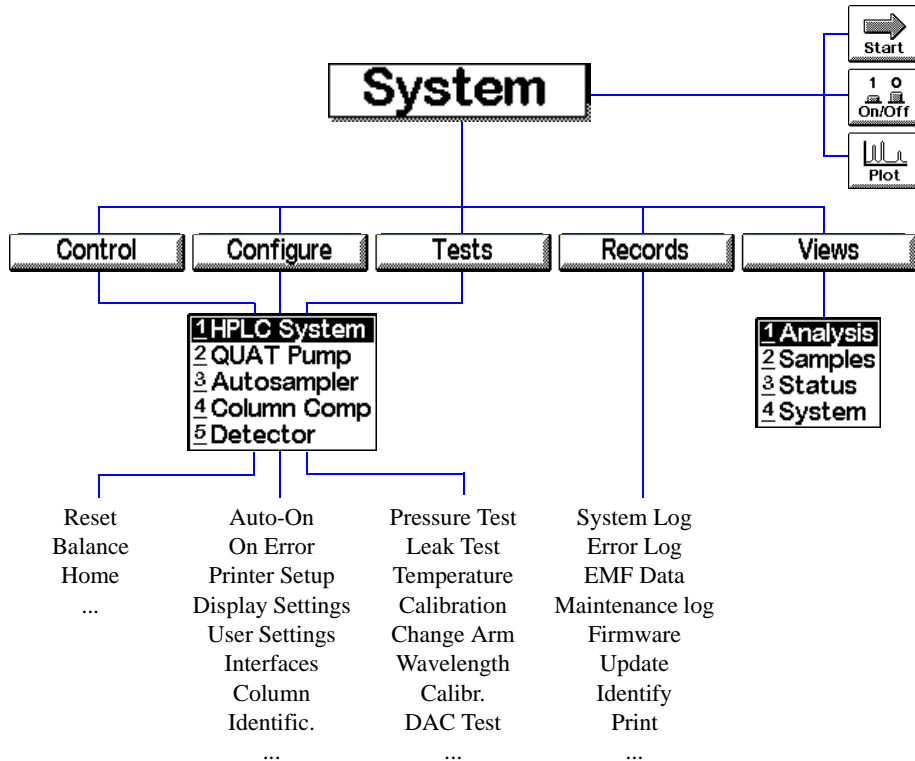 Start
System
1 0
On/Off
Plot
Control
Configure
Tests
Records
Views
1 HPLC System
2 QUAT Pump
3 Autosampler
4 Column Comp
5 Detector
1 Analysis
2 Samples
3 Status
4 System
Reset
Balance
Home
...
Auto-On
On Error
Printer Setup
Display Settings
User Settings
Interfaces
Column
Identific.
...
Pressure Test
Leak Test
Temperature
Calibration
Change Arm
Wavelength
Calibr.
DAC Test
...
System Log
Error Log
EMF Data
Maintenance log
Firmware
Update
Identify
Print
...